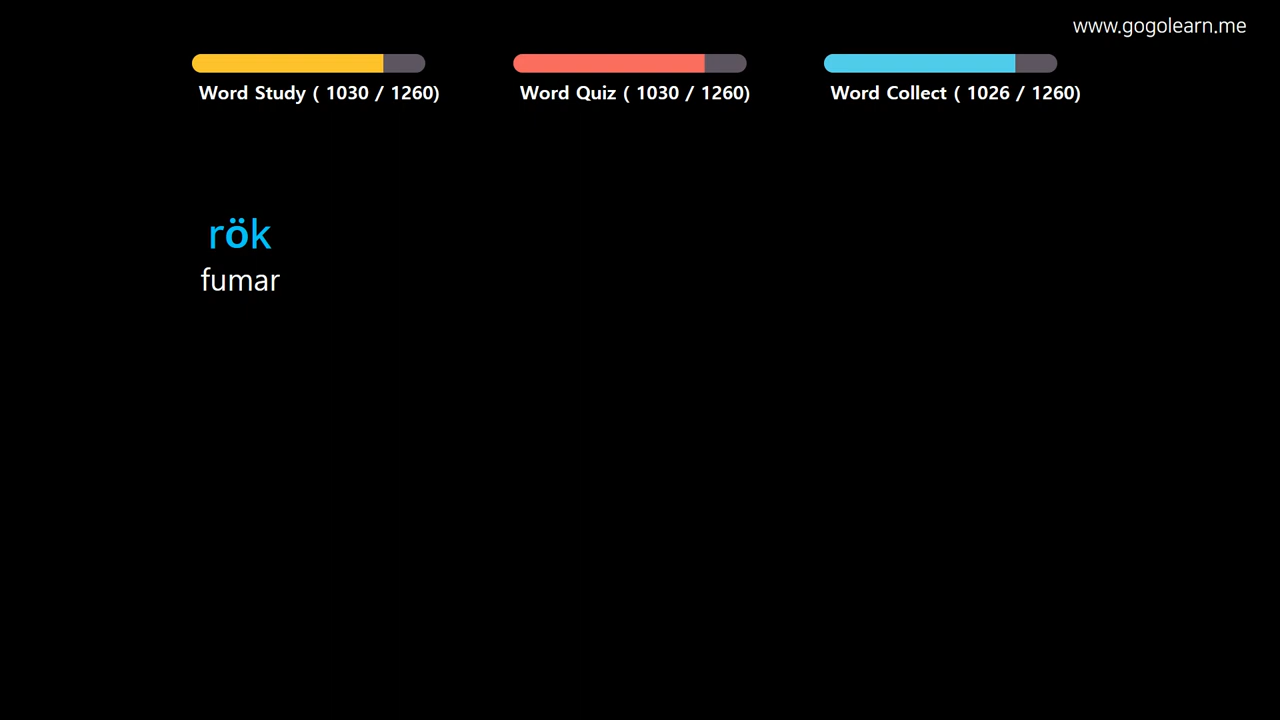 www.gogolearn.me
Word Study ( 1030 / 1260)
Word Quiz ( 1030 / 1260)
Word Collect ( 1026 / 1260)
rök
fumar